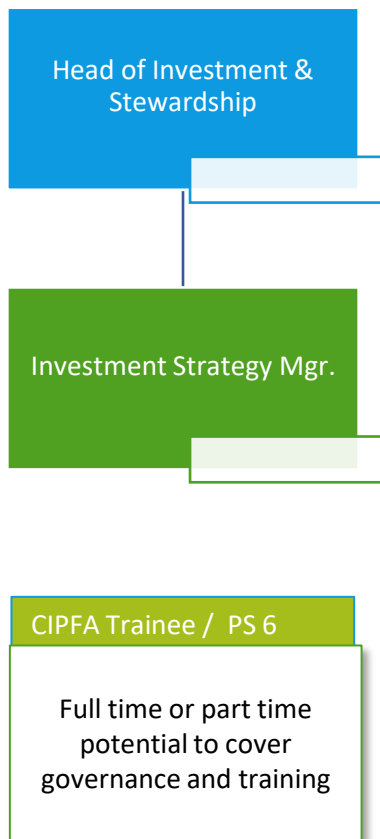 Head of Investment &
Stewardship
Investment Strategy Mgr.
CIPFA Trainee / PS 6
Full time or part time
potential to cover
governance and training